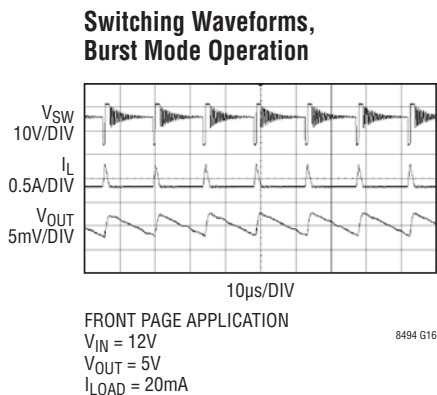 Switching Waveforms,
Burst Mode Operation
VSW
10V/DIV
IL
0.5A/DIV
VOUT
5mV/DIV
10µs/DIV
FRONT PAGE APPLICATION
VIN = 12V
VOUT = 5V
ILOAD = 20mA
8494 G16